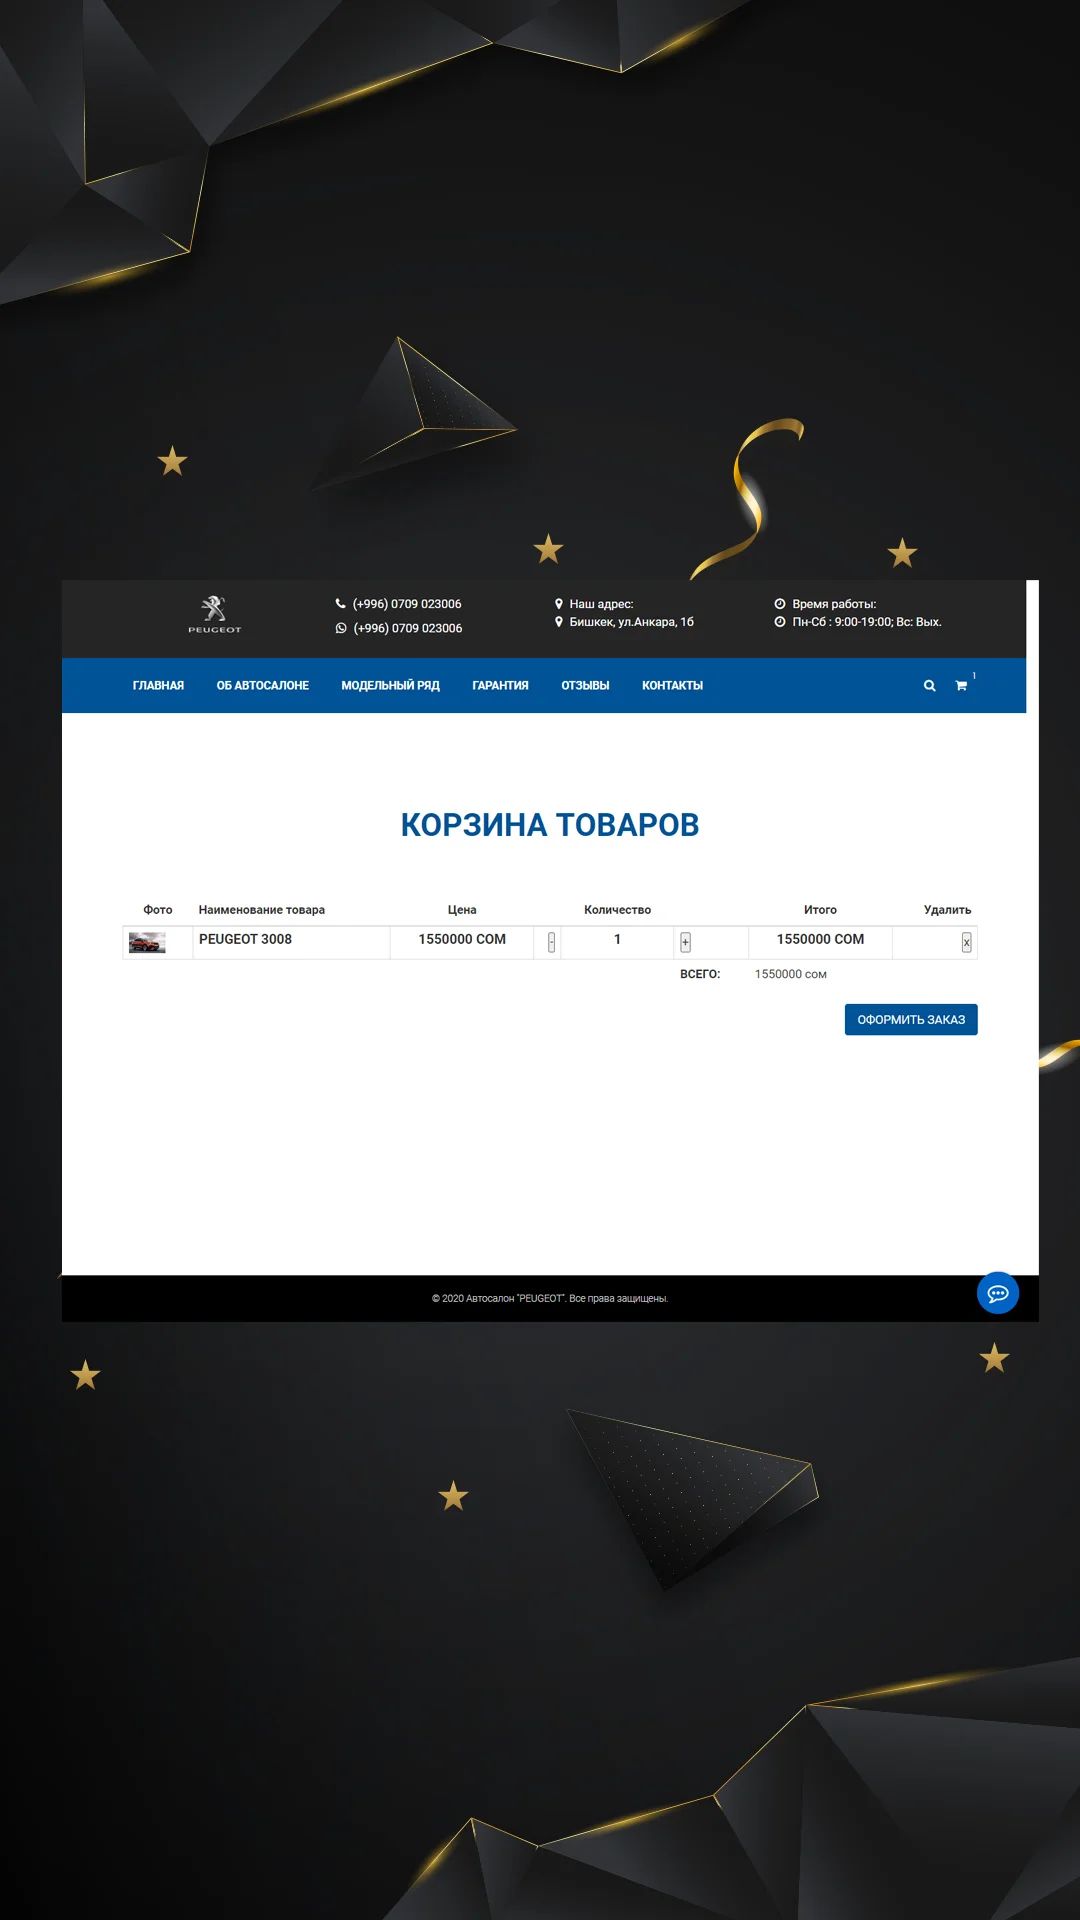 PEUGEOT
(+996) 0709 023006
(+996) 0709 023006
Наш адрес:
Бишкек, ул.Анкара, 1б
Время работы:
Пн-Сб : 9:00-19:00; Вс: Вых.
ГЛАВНАЯ ОБ АВТОСАЛОНЕ МОДЕЛЬНЫЙ РЯД ГАРАНТИЯ ОТЗЫВЫ КОНТАКТЫ 1
КОРЗИНА ТОВАРОВ
Фото Наименование товара Цена Количество Итого Удалить
PEUGEOT 3008 1550000 СОМ - 1 + 1550000 СОМ x
ВСЕГО: 1550000 сом
ОФОРМИТЬ ЗАКАЗ
© 2020 Автосалон "PEUGEOT". Все права защищены.